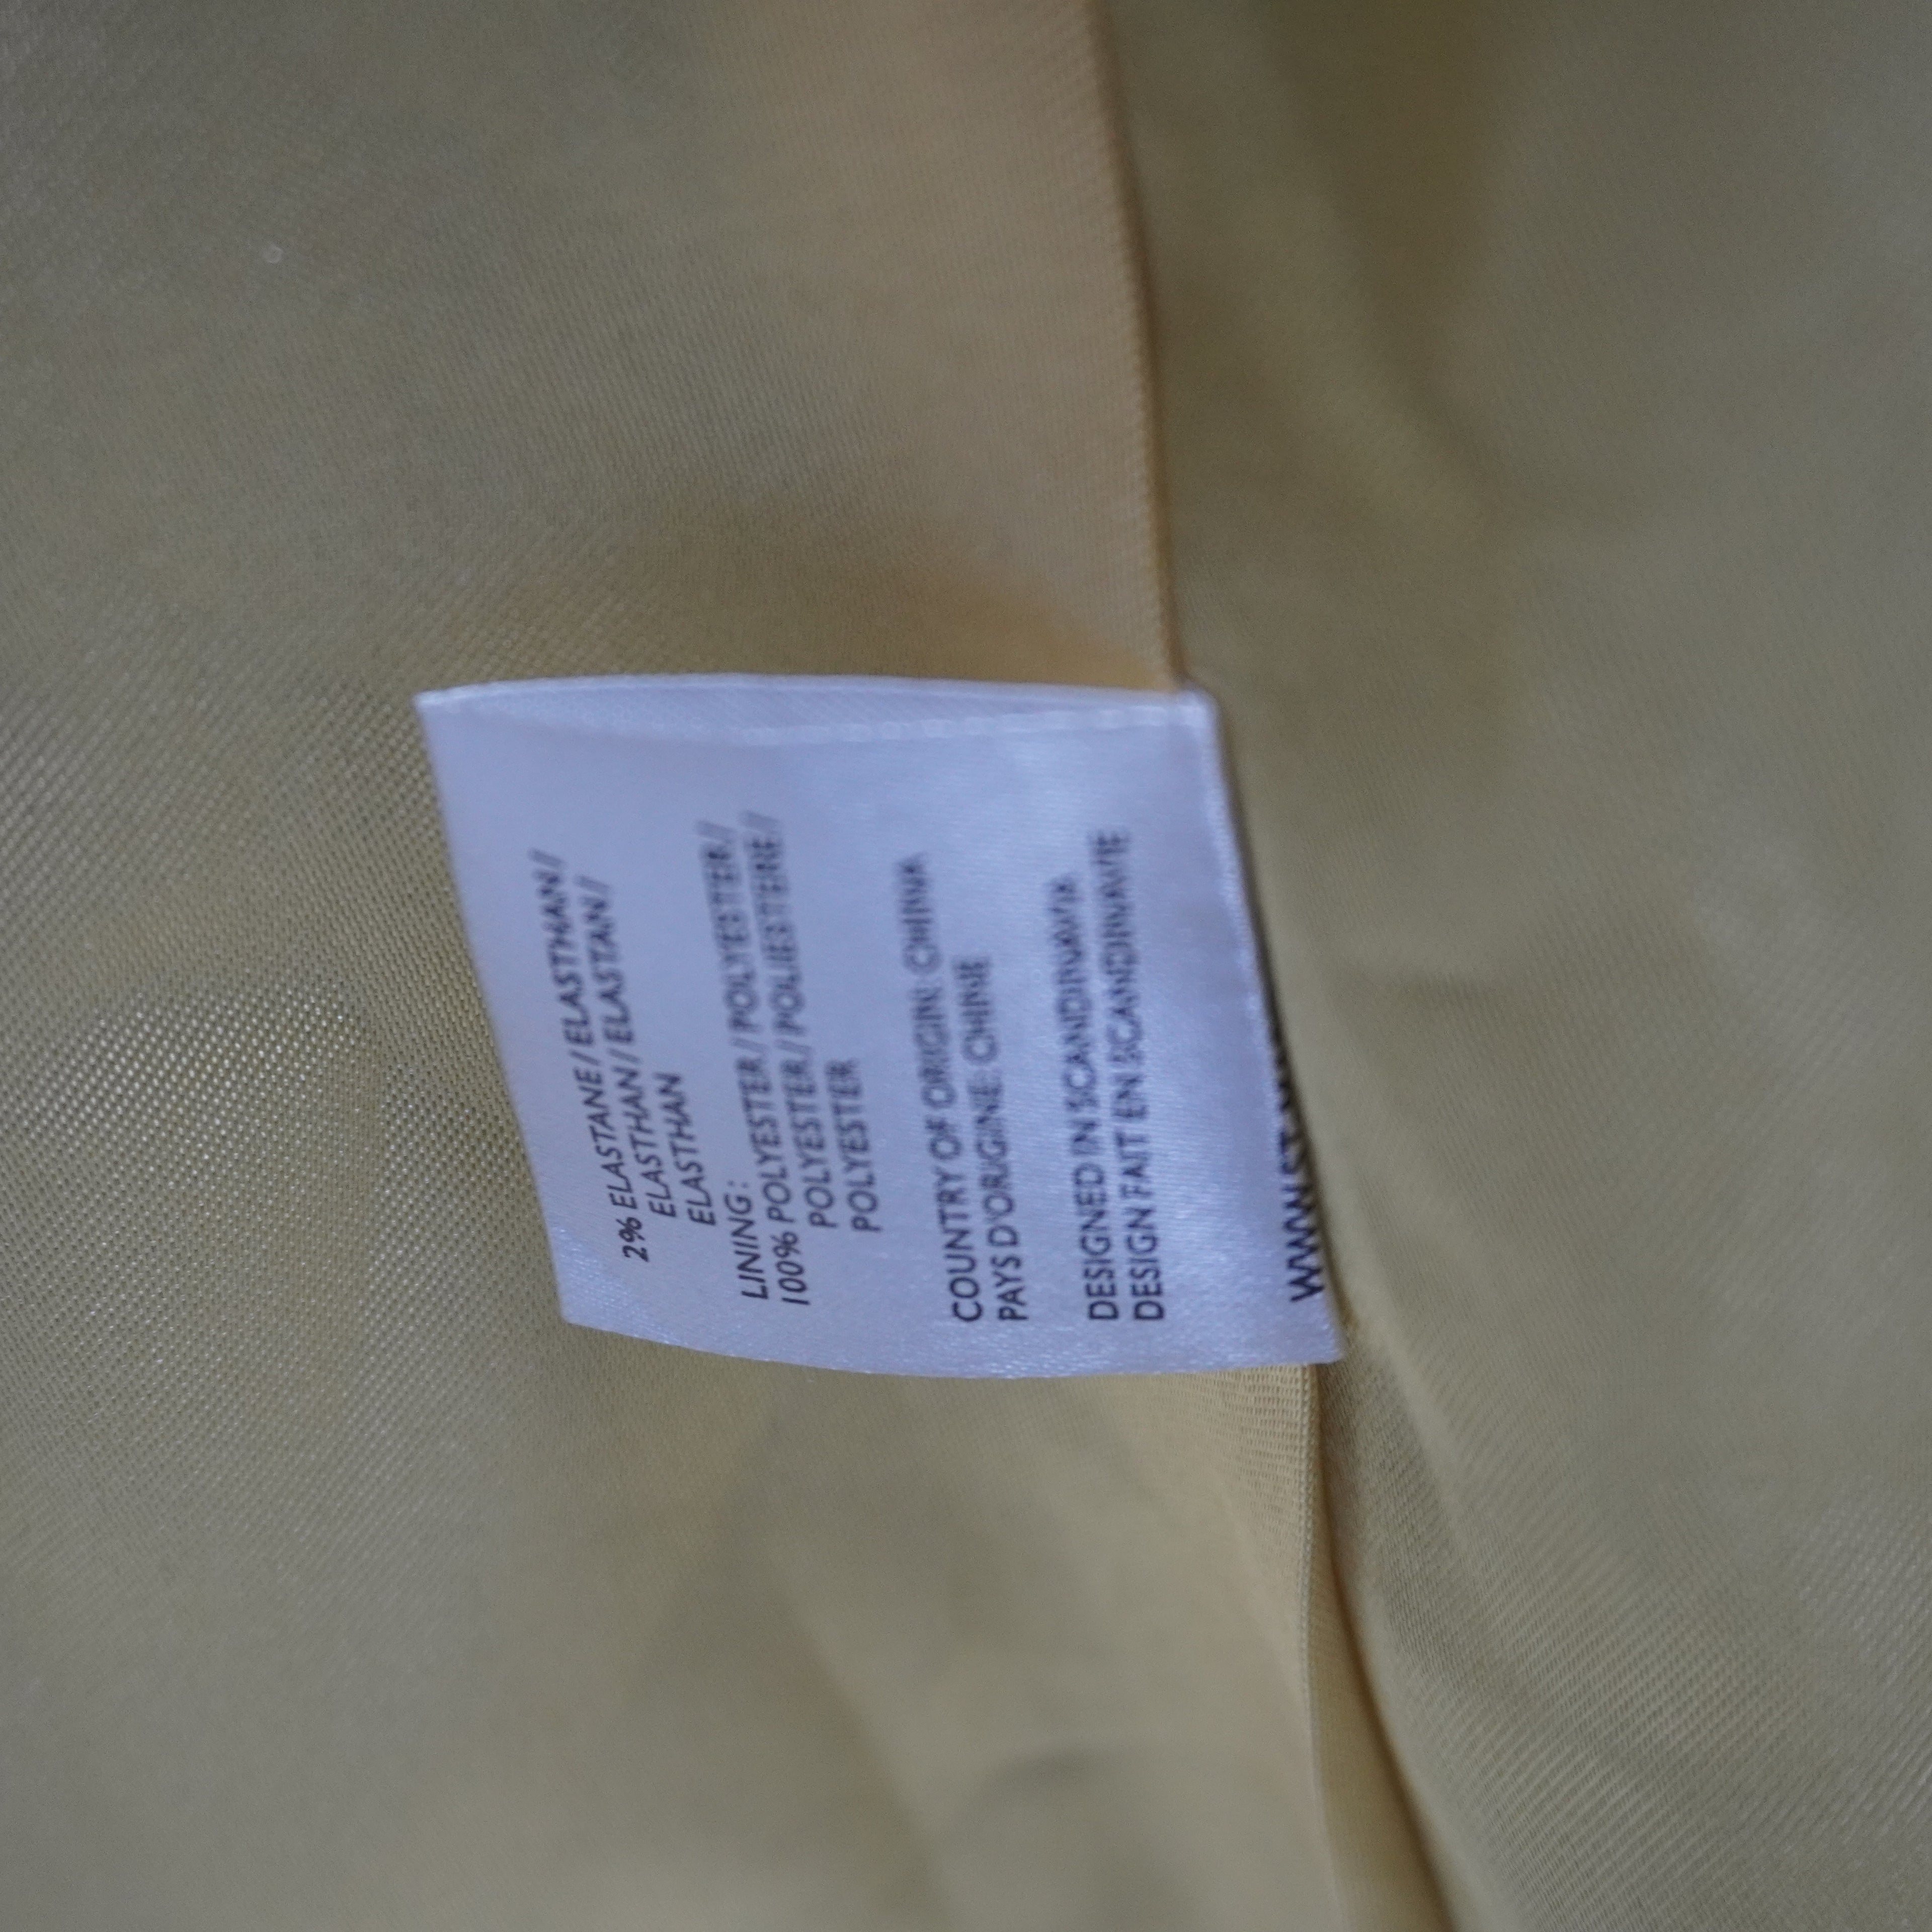 2% ELASTANE / ELASTHAN /
ELASTHAN / ELASTAN /
ELASTHAN
LINING:
100% POLYESTER / POLYESTER /
POLYESTER / POLIESTERE /
POLYESTER
COUNTRY OF ORIGIN: CHINA
PAYS D'ORIGINE: CHINE
DESIGNED IN SCANDINAVIA
DESIGN FAIT EN SCANDINAVIE